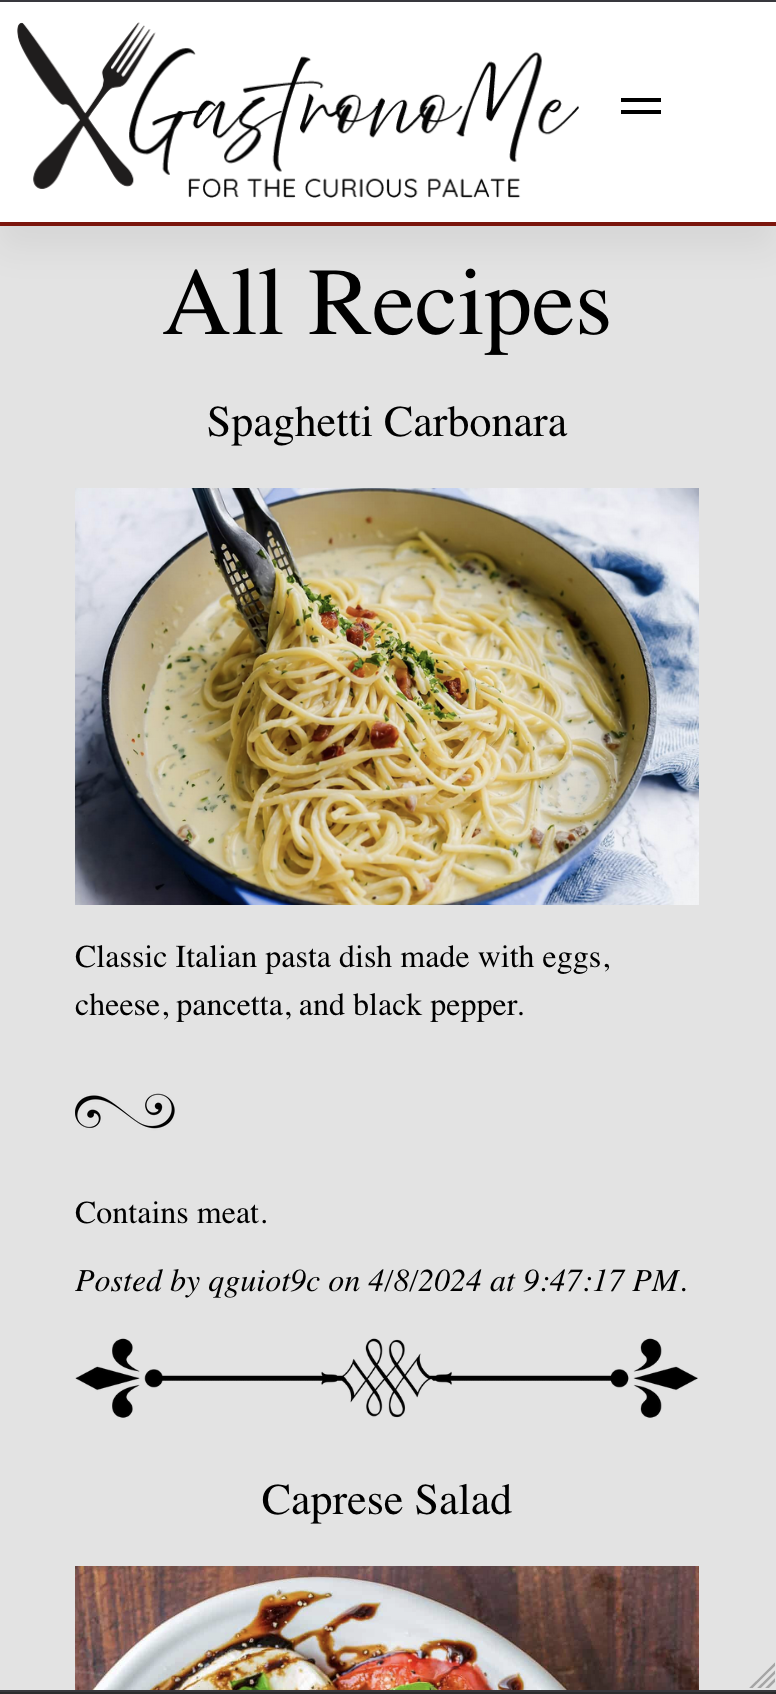 GastronoMe
FOR THE CURIOUS PALATE
All Recipes
Spaghetti Carbonara
Classic Italian pasta dish made with eggs,
cheese, pancetta, and black pepper.
Contains meat.
Posted by qguiot9c on 4/8/2024 at 9:47:17 PM.
Caprese Salad